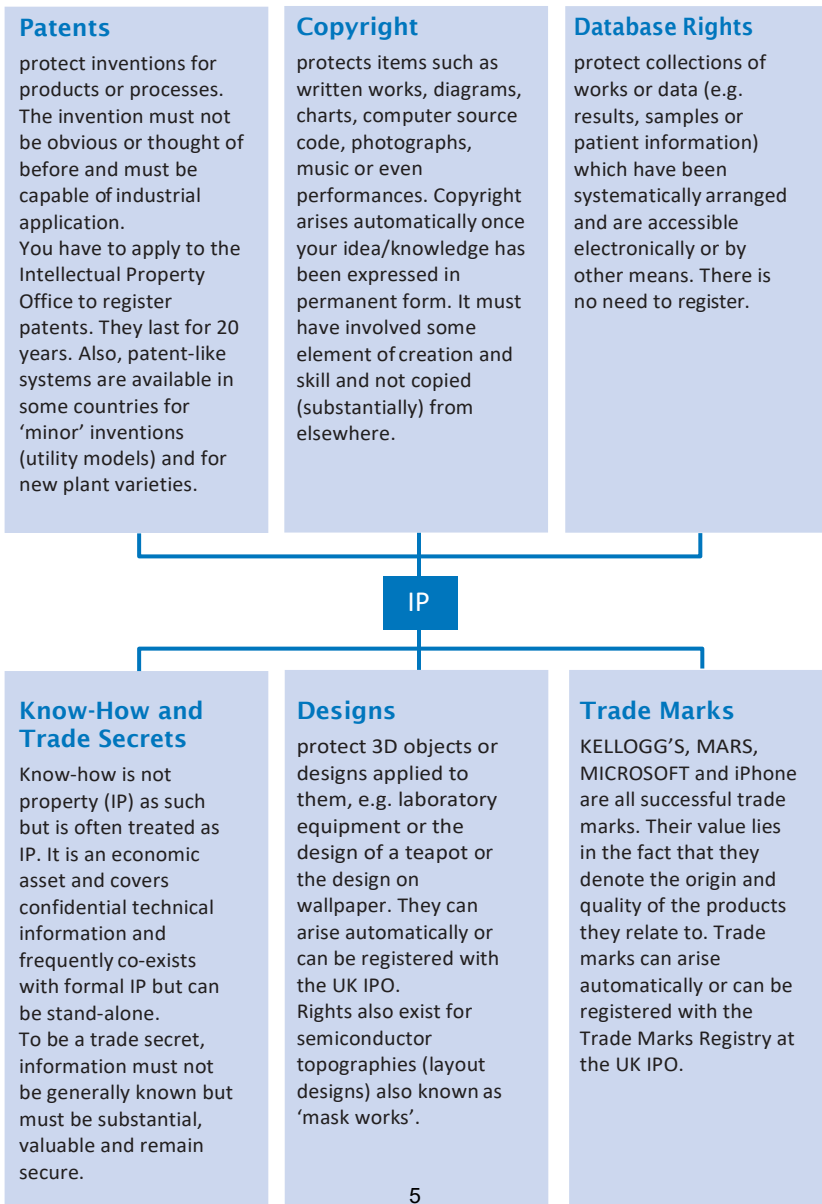 Patents
protect inventions for
products or processes.
The invention must not
be obvious or thought of
before and must be
capable of industrial
application.
You have to apply to the
Intellectual Property
Office to register
patents. They last for 20
years. Also, patent-like
systems are available in
some countries for
‘minor’ inventions
(utility models) and for
new plant varieties.
Copyright
protects items such as
written works, diagrams,
charts, computer source
code, photographs,
music or even
performances. Copyright
arises automatically once
your idea/knowledge has
been expressed in
permanent form. It must
have involved some
element of creation and
skill and not copied
(substantially) from
elsewhere.
Database Rights
protect collections of
works or data (e.g.
results, samples or
patient information)
which have been
systematically arranged
and are accessible
electronically or by
other means. There is
no need to register.
IP
Know-How and
Trade Secrets
Know-how is not
property (IP) as such
but is often treated as
IP. It is an economic
asset and covers
confidential technical
information and
frequently co-exists
with formal IP but can
be stand-alone.
To be a trade secret,
information must not
be generally known but
must be substantial,
valuable and remain
secure.
Designs
protect 3D objects or
designs applied to
them, e.g. laboratory
equipment or the
design of a teapot or
the design on
wallpaper. They can
arise automatically or
can be registered with
the UK IPO.
Rights also exist for
semiconductor
topographies (layout
designs) also known as
‘mask works’.
Trade Marks
KELLOGG’S, MARS,
MICROSOFT and iPhone
are all successful trade
marks. Their value lies
in the fact that they
denote the origin and
quality of the products
they relate to. Trade
marks can arise
automatically or can be
registered with the
Trade Marks Registry at
the UK IPO.
5